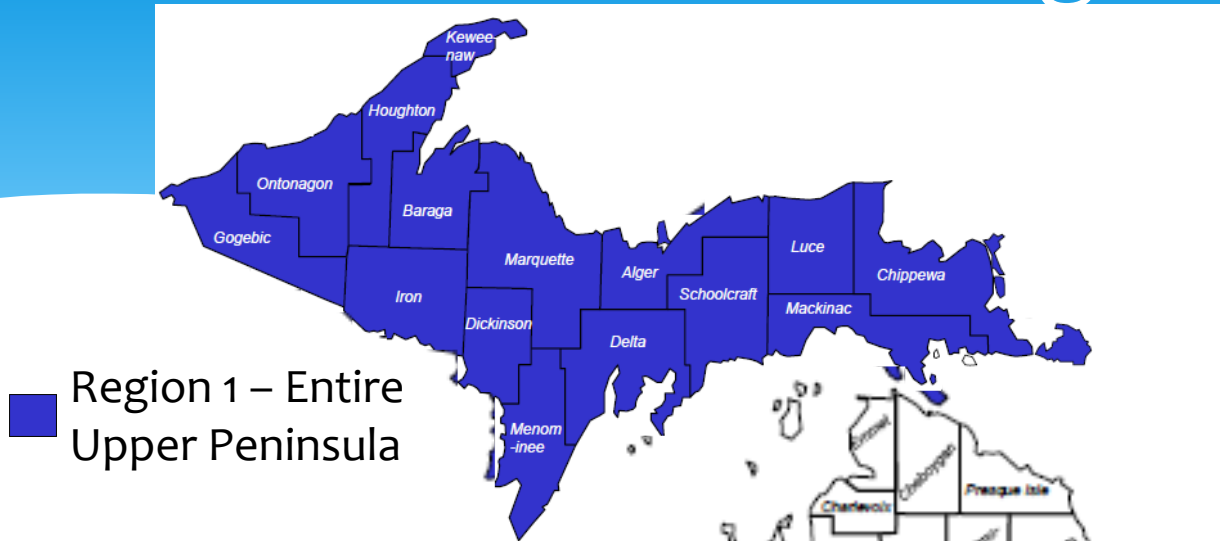 Kewee-
naw
Houghton
Ontonagon
Baraga
Gogebic
Marquette
Alger
Luce
Chippewa
Schoolcraft
Iron
Mackinac
Dickinson
Delta
Region 1 – Entire
Upper Peninsula
Menom
-inee
Emmet
Cheboygan
Presque Isle
Charlevoix